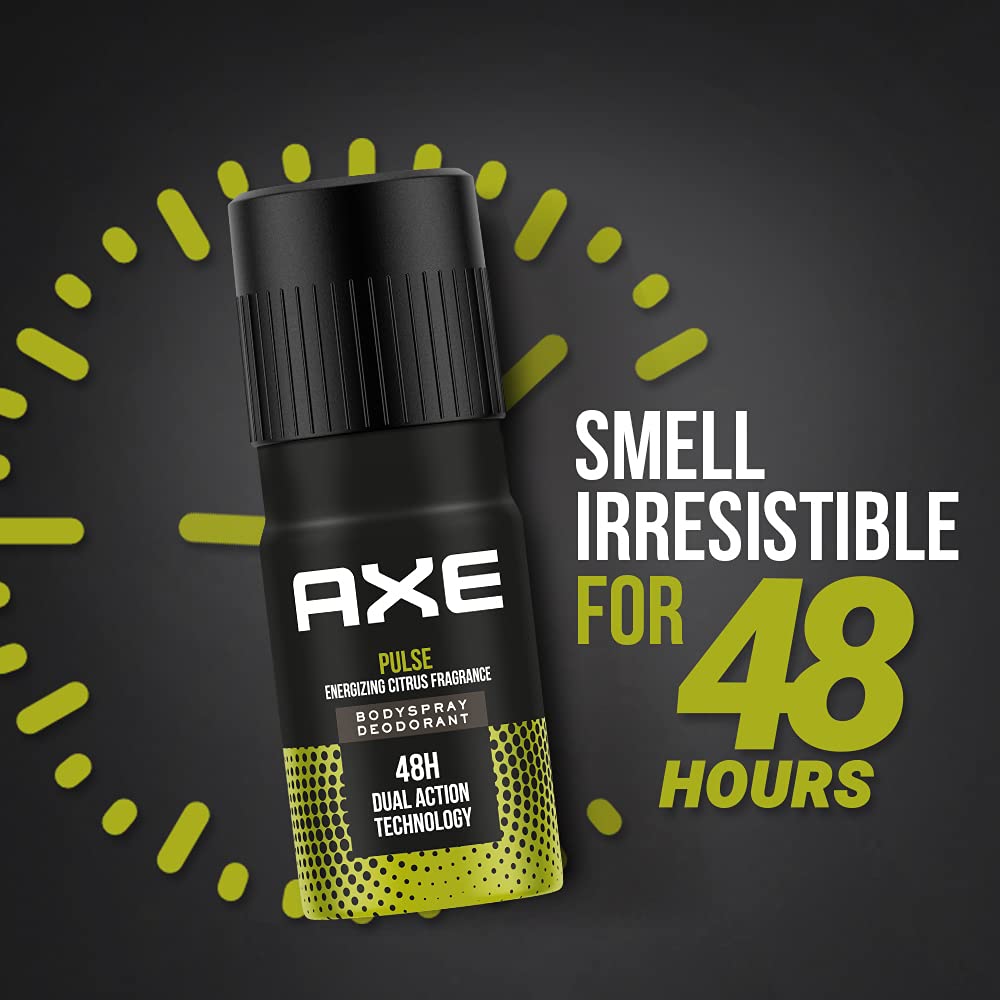 AXE
PULSE
ENERGIZING CITRUS FRAGRANCE
BODYSPRAY
DEODORANT
48H
DUAL ACTION
TECHNOLOGY
SMELL
IRRESISTIBLE
FOR 48
HOURS